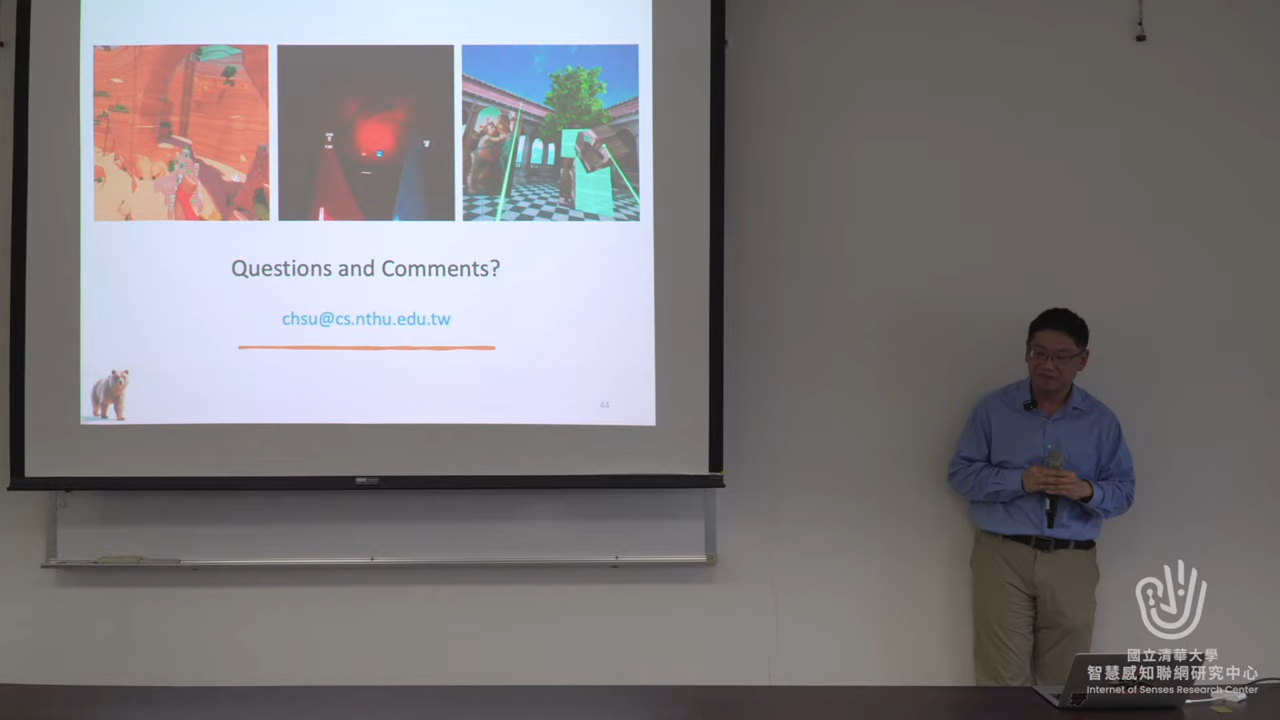 Questions and Comments?
chsu@cs.nthu.edu.tw
44
國立清華大學
智慧感知聯網研究中心
Internet of Senses Research Center